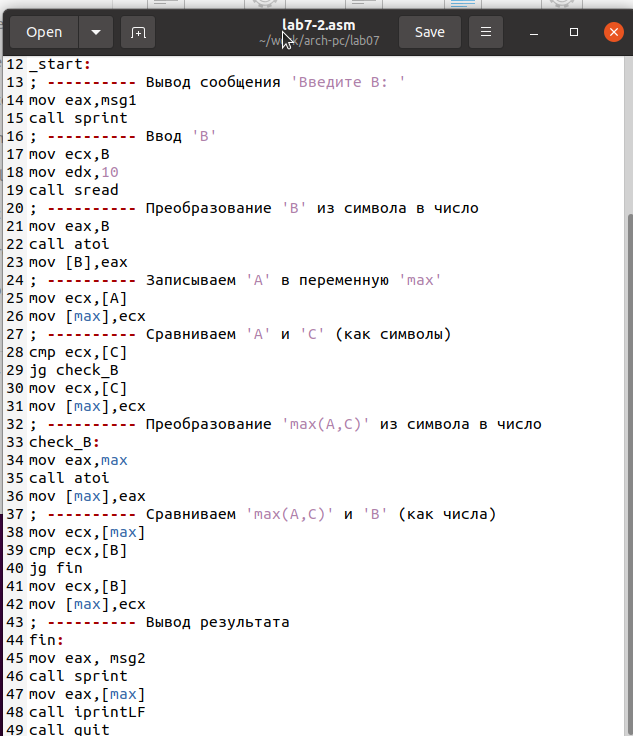 Open
lab7-2.asm
~/work/arch-pc/lab07
Save
12 _start:
13 ; ---------- Вывод сообщения 'Введите B: '
14 mov eax,msg1
15 call sprint
16 ; ---------- Ввод 'B'
17 mov ecx,B
18 mov edx,10
19 call sread
20 ; ---------- Преобразование 'B' из символа в число
21 mov eax,B
22 call atoi
23 mov [B],eax
24 ; ---------- Записываем 'A' в переменную 'max'
25 mov ecx,[A]
26 mov [max],ecx
27 ; ---------- Сравниваем 'A' и 'C' (как символы)
28 cmp ecx,[C]
29 jg check_B
30 mov ecx,[C]
31 mov [max],ecx
32 ; ---------- Преобразование 'max(A,C)' из символа в число
33 check_B:
34 mov eax,max
35 call atoi
36 mov [max],eax
37 ; ---------- Сравниваем 'max(A,C)' и 'B' (как числа)
38 mov ecx,[max]
39 cmp ecx,[B]
40 jg fin
41 mov ecx,[B]
42 mov [max],ecx
43 ; ---------- Вывод результата
44 fin:
45 mov eax, msg2
46 call sprint
47 mov eax,[max]
48 call iprintLF
49 call quit